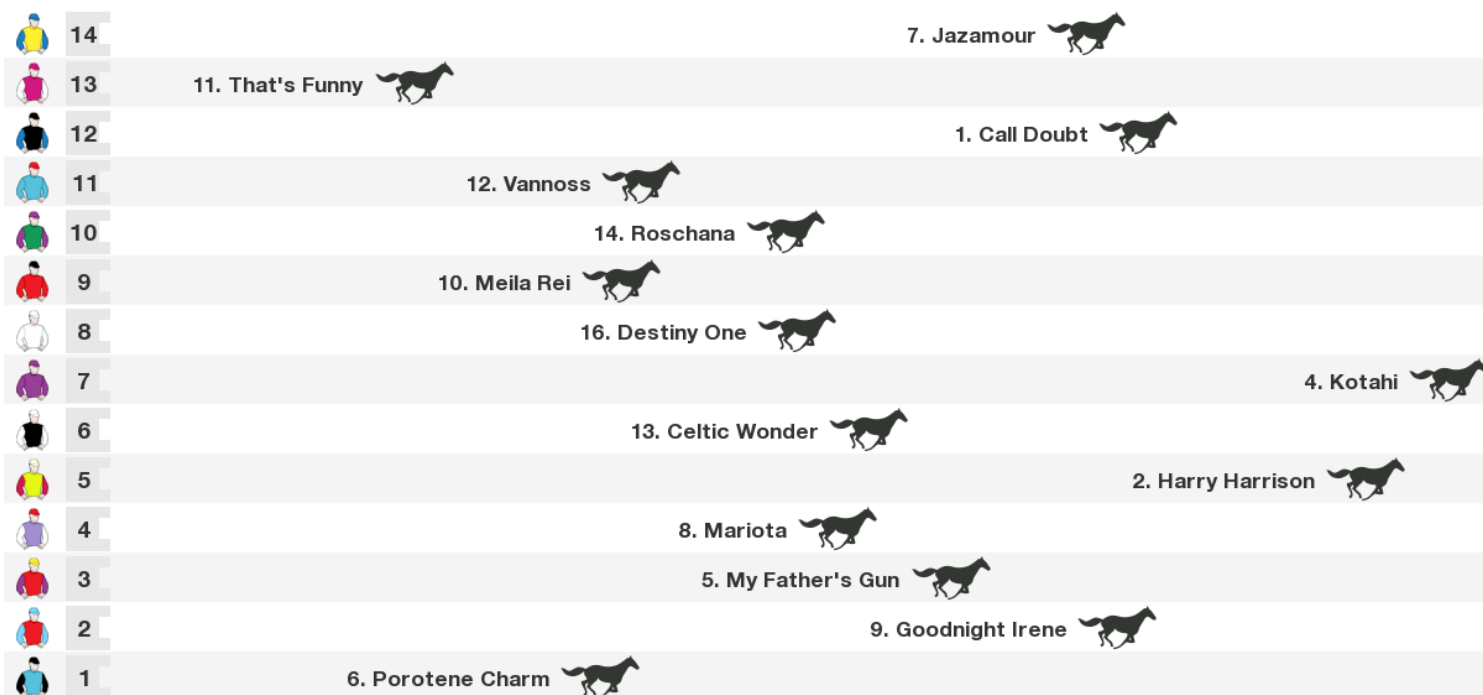 14 7. Jazamour
13 11. That's Funny
12 1. Call Doubt
11 12. Vannoss
10 14. Roschana
9 10. Meila Rei
8 16. Destiny One
7 4. Kotahi
6 13. Celtic Wonder
5 2. Harry Harrison
4 8. Mariota
3 5. My Father's Gun
2 9. Goodnight Irene
1 6. Porotene Charm